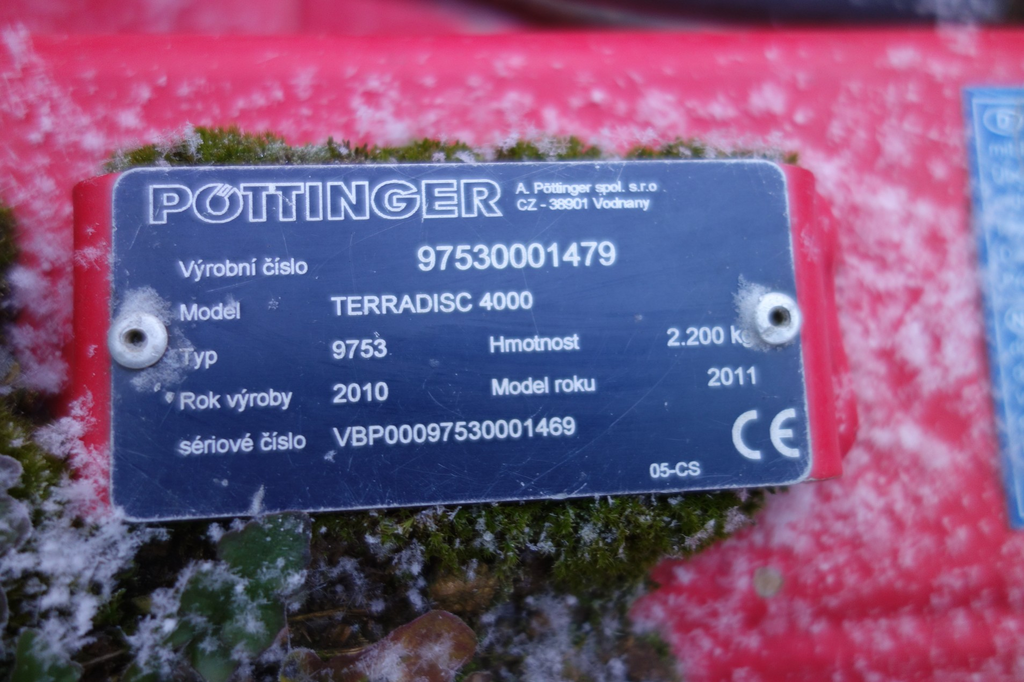 PÖTTINGER
A. Pöttinger spol. s.r.o
CZ - 38901 Vodnany
Výrobní číslo 97530001479
Model TERRADISC 4000
Typ 9753 Hmotnost 2.200 kg
Rok výroby 2010 Model roku 2011
sériové číslo VBP00097530001469
CE
05-CS
D
N